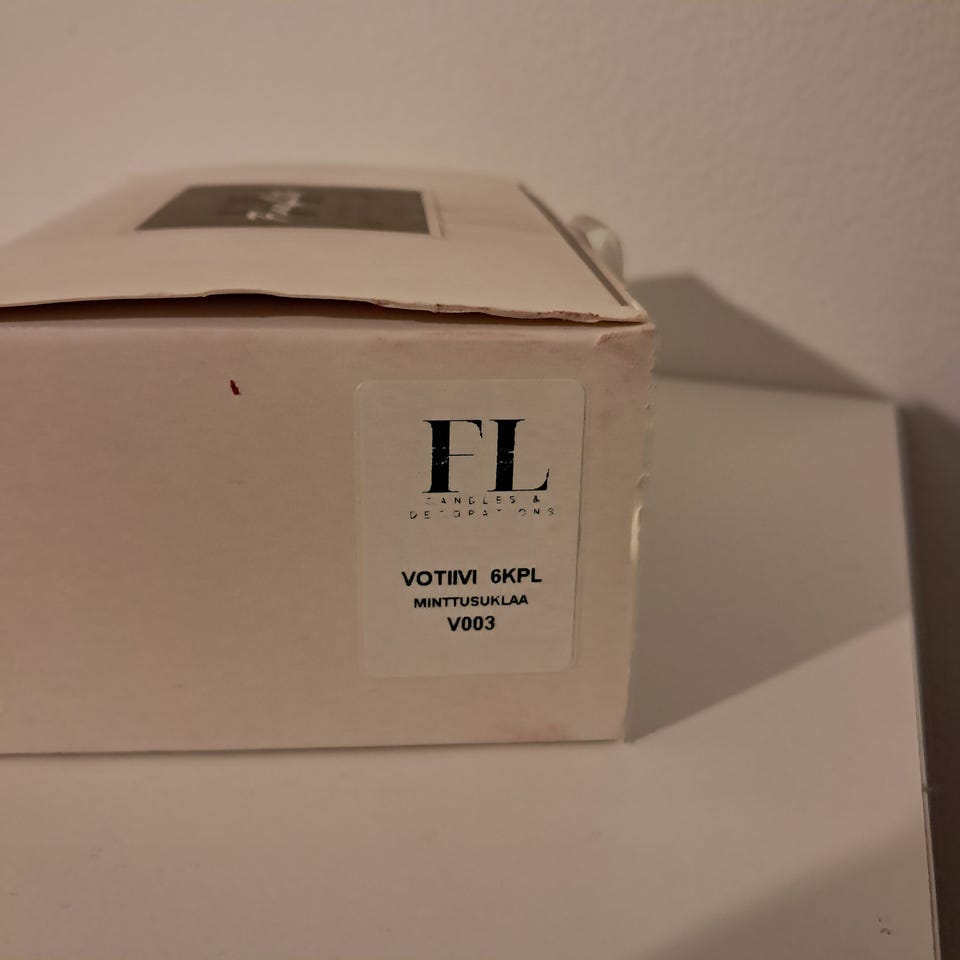 FL
CANDLES &
DECORATIONS
VOTIIVI 6KPL
MINTTUSUKLAA
V003